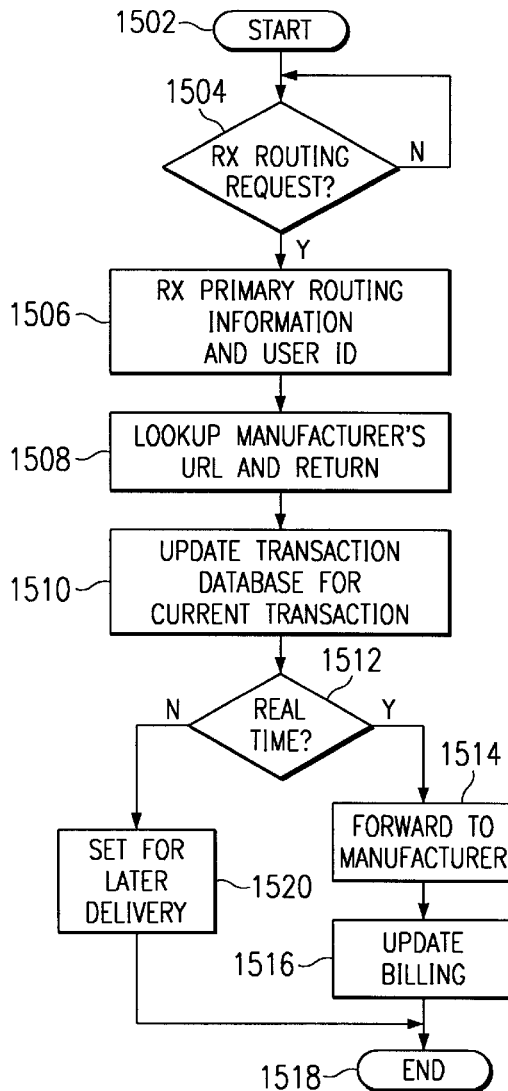 1502
START
1504
RX ROUTING
REQUEST?
N
Y
1506
RX PRIMARY ROUTING
INFORMATION
AND USER ID
1508
LOOKUP MANUFACTURER'S
URL AND RETURN
1510
UPDATE TRANSACTION
DATABASE FOR
CURRENT TRANSACTION
1512
N
REAL
TIME?
Y
1514
FORWARD TO
MANUFACTURER
SET FOR
LATER
DELIVERY
1520
1516
UPDATE
BILLING
1518
END